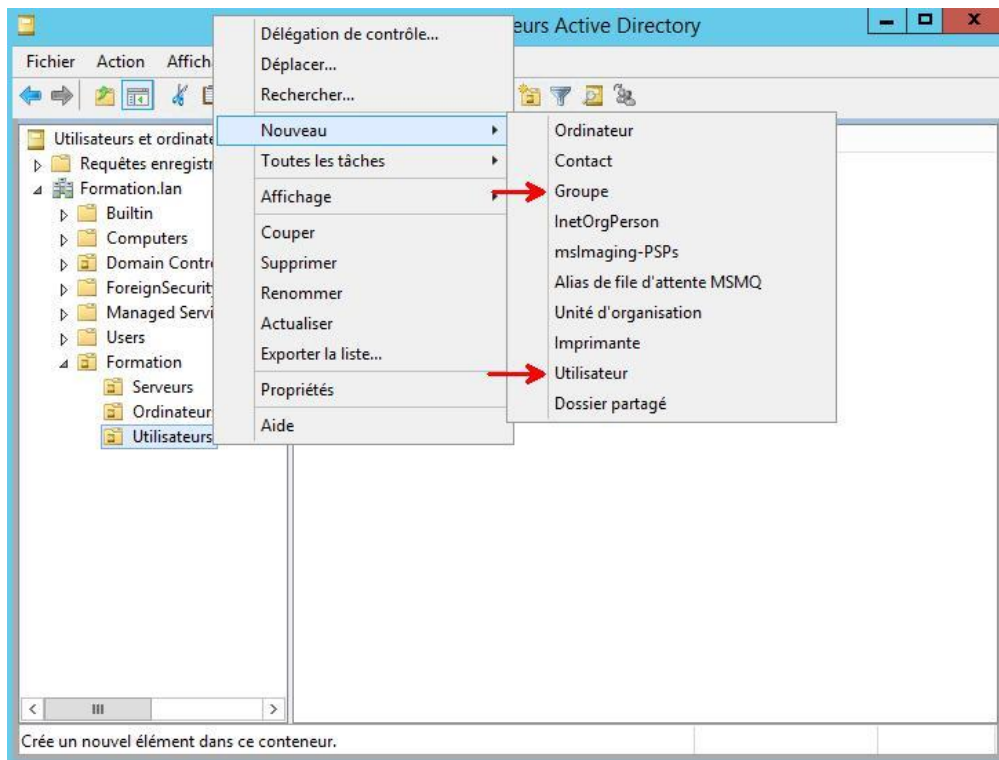 eurs Active Directory
Fichier Action Affich
Délégation de contrôle...
Déplacer...
Rechercher...
Nouveau
Toutes les tâches
Affichage
Couper
Supprimer
Renommer
Actualiser
Exporter la liste...
Propriétés
Aide
Ordinateur
Contact
Groupe
InetOrgPerson
msImaging-PSPs
Alias de file d'attente MSMQ
Unité d'organisation
Imprimante
Utilisateur
Dossier partagé
Utilisateurs et ordinate
Requêtes enregistr
Formation.lan
Builtin
Computers
Domain Contr
ForeignSecurit
Managed Servi
Users
Formation
Serveurs
Ordinateur
Utilisateurs
Crée un nouvel élément dans ce conteneur.